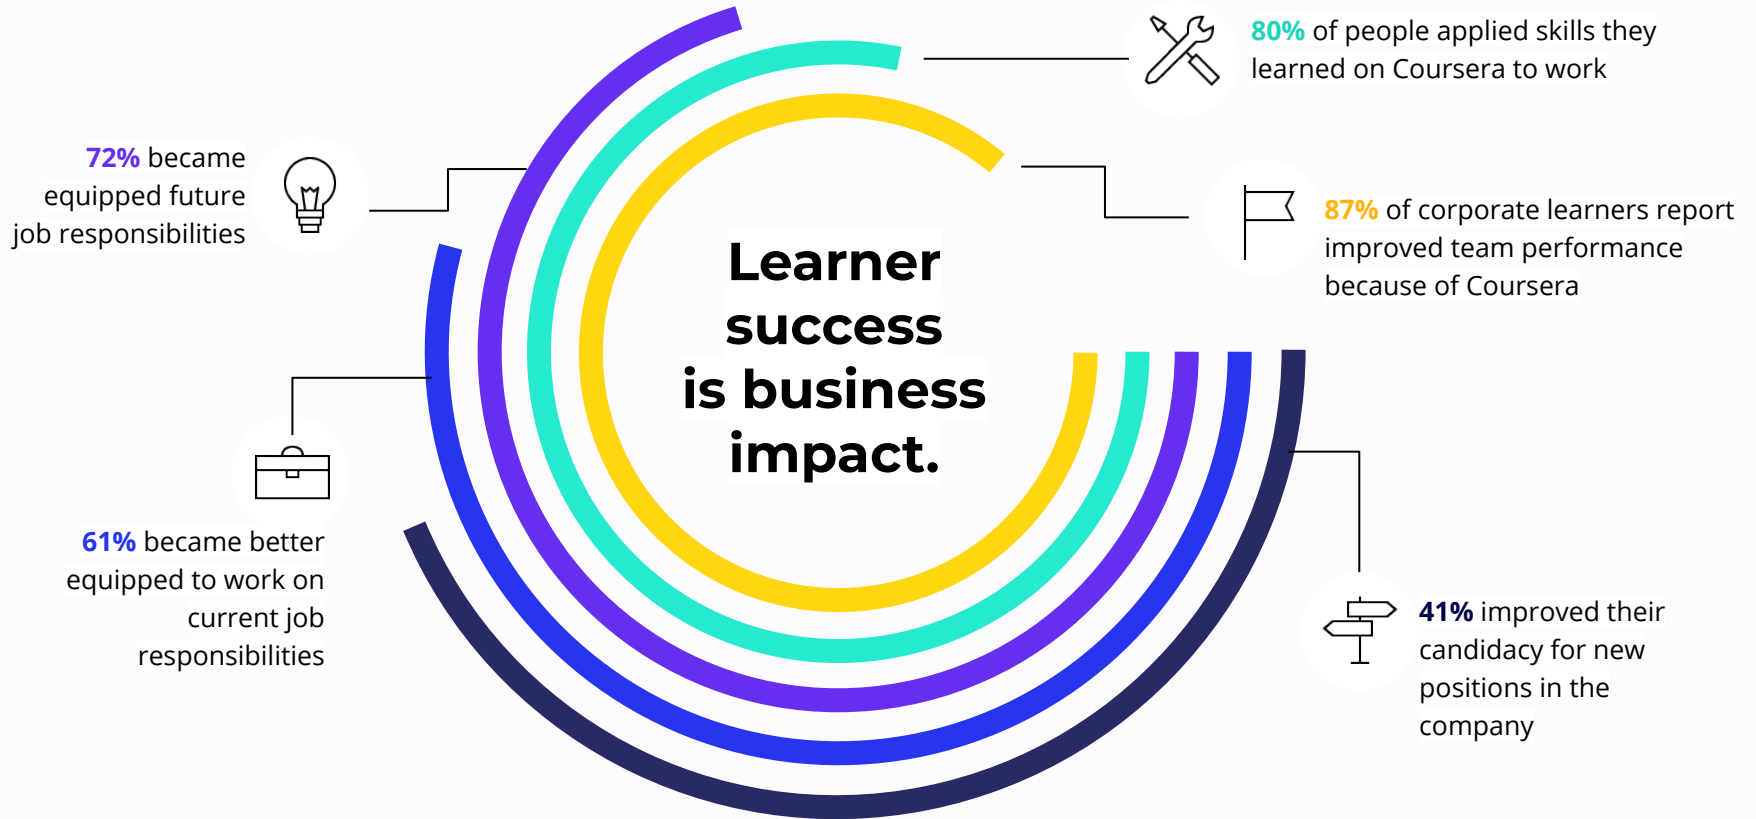 80% of people applied skills they
learned on Coursera to work
72% became
equipped future
job responsibilities
87% of corporate learners report
improved team performance
because of Coursera
Learner
success
is business
impact.
61% became better
equipped to work on
current job
responsibilities
41% improved their
candidacy for new
positions in the
company